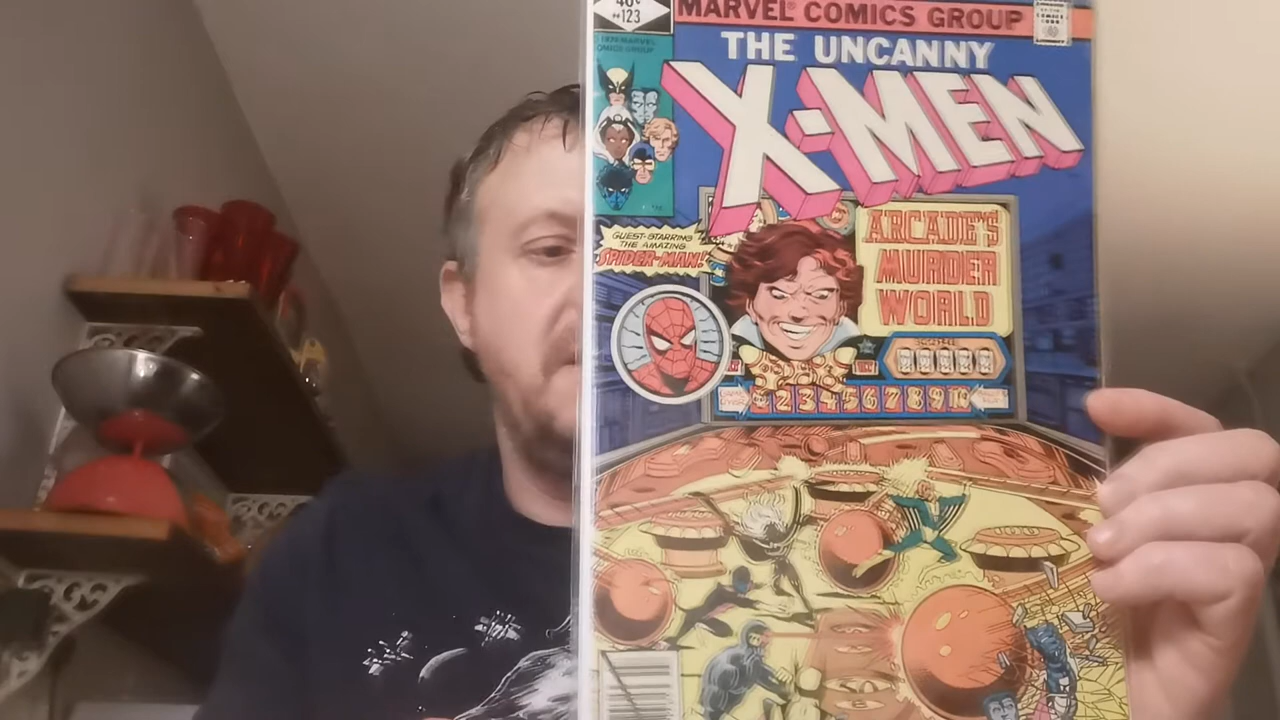 40¢
123
MARVEL COMICS GROUP
THE UNCANNY
X-MEN
GUEST-STARRING
THE AMAZING
SPIDER-MAN!
ARCADE'S
MURDER
WORLD
2 3 4 5 6 7 8 9 10